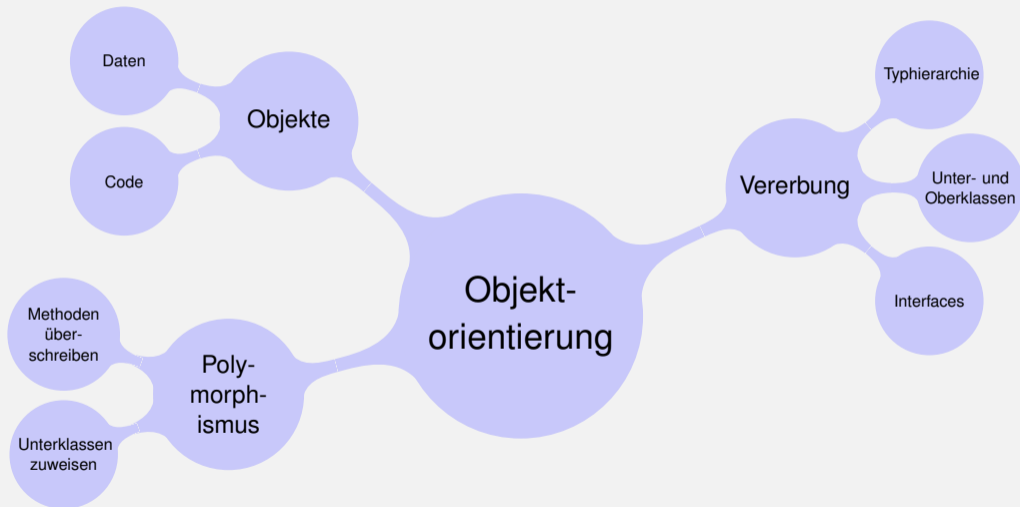 Daten
Objekte
Code
Objekt-
orientierung
Typhierarchie
Vererbung
Unter- und
Oberklassen
Interfaces
Methoden
über-
schreiben
Poly-
morph-
ismus
Unterklassen
zuweisen